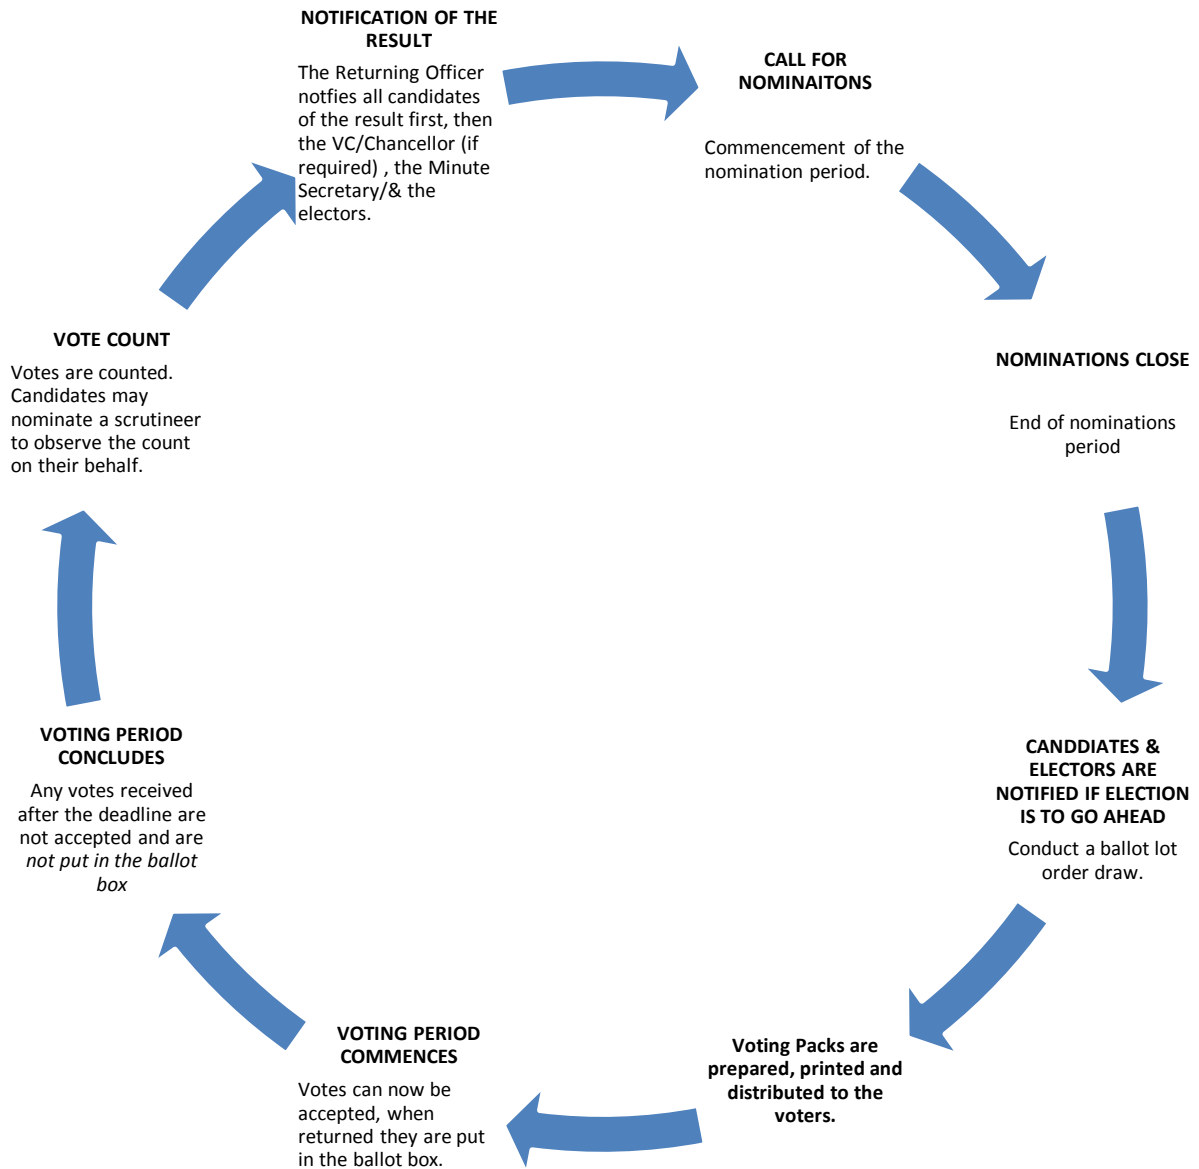 NOTIFICATION OF THE
RESULT
The Returning Officer
notfies all candidates
of the result first, then
the VC/Chancellor (if
required) , the Minute
Secretary/& the
electors.
CALL FOR
NOMINAITONS
Commencement of the
nomination period.
NOMINATIONS CLOSE
End of nominations
period
CANDDIATES &
ELECTORS ARE
NOTIFIED IF ELECTION
IS TO GO AHEAD
Conduct a ballot lot
order draw.
Voting Packs are
prepared, printed and
distributed to the
voters.
VOTING PERIOD
COMMENCES
Votes can now be
accepted, when
returned they are put
in the ballot box.
VOTING PERIOD
CONCLUDES
Any votes received
after the deadline are
not accepted and are
not put in the ballot
box
VOTE COUNT
Votes are counted.
Candidates may
nominate a scrutineer
to observe the count
on their behalf.